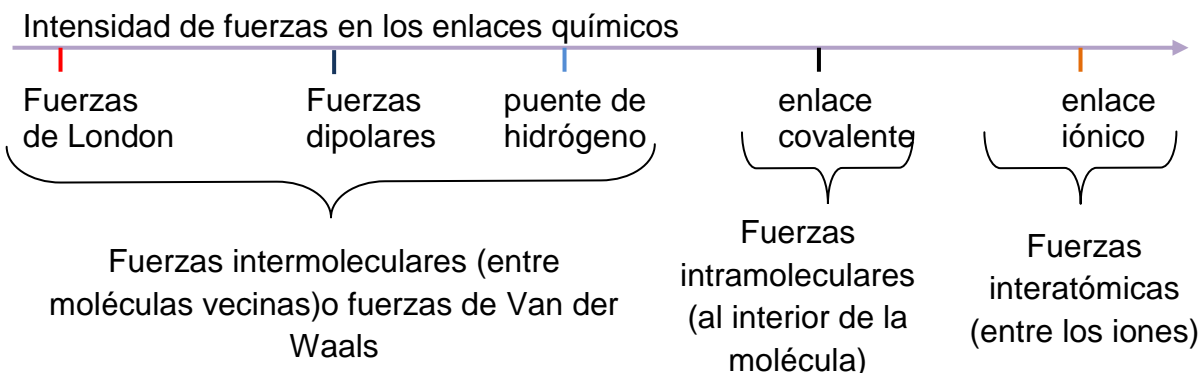 Intensidad de fuerzas en los enlaces químicos
Fuerzas
de London
Fuerzas
dipolares
puente de
hidrógeno
enlace
covalente
enlace
iónico
Fuerzas intermoleculares (entre
moléculas vecinas)o fuerzas de Van der
Waals
Fuerzas
intramoleculares
(al interior de la
molécula)
Fuerzas
interatómicas
(entre los iones)